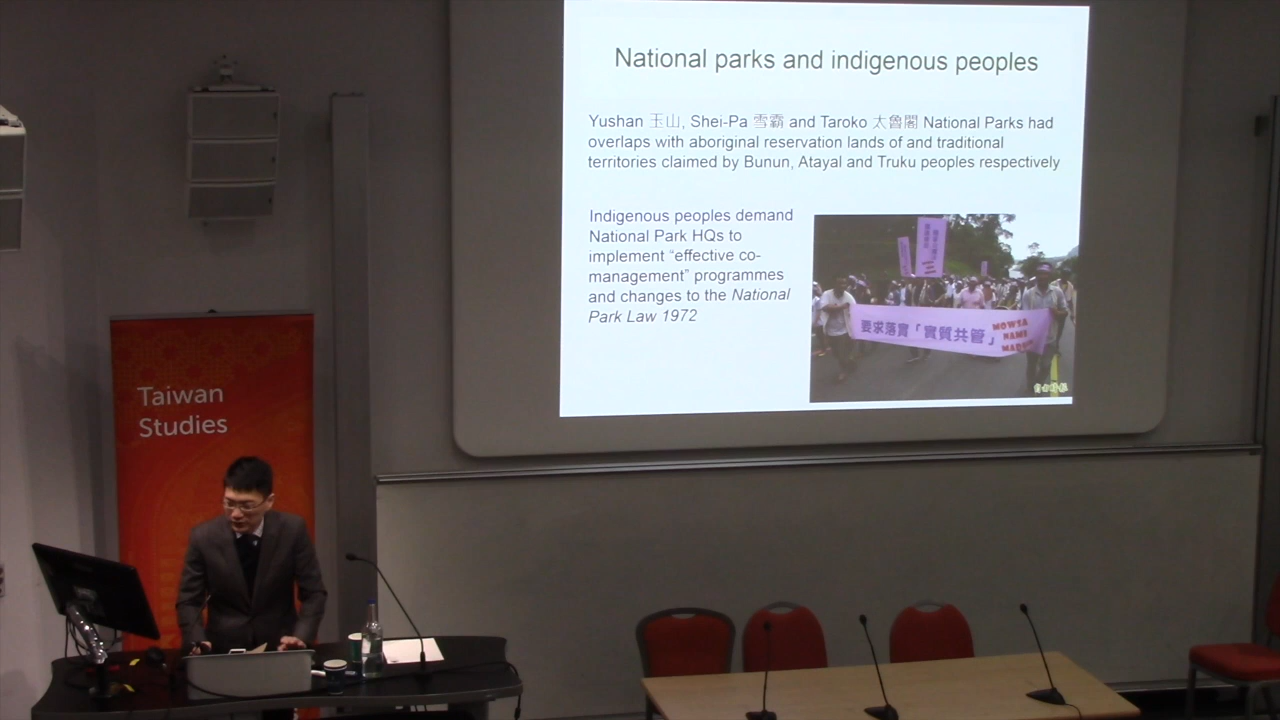 National parks and indigenous peoples
Yushan 玉山, Shei-Pa 雪霸 and Taroko 太魯閣 National Parks had
overlaps with aboriginal reservation lands of and traditional
territories claimed by Bunun, Atayal and Truku peoples respectively
Indigenous peoples demand
National Park HQs to
implement “effective co-
management” programmes
and changes to the National
Park Law 1972
要求落實「實質共管」
Taiwan
Studies